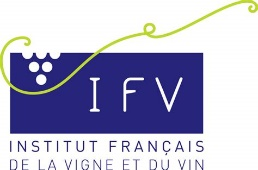 IFV
INSTITUT FRANÇAIS
DE LA VIGNE ET DU VIN